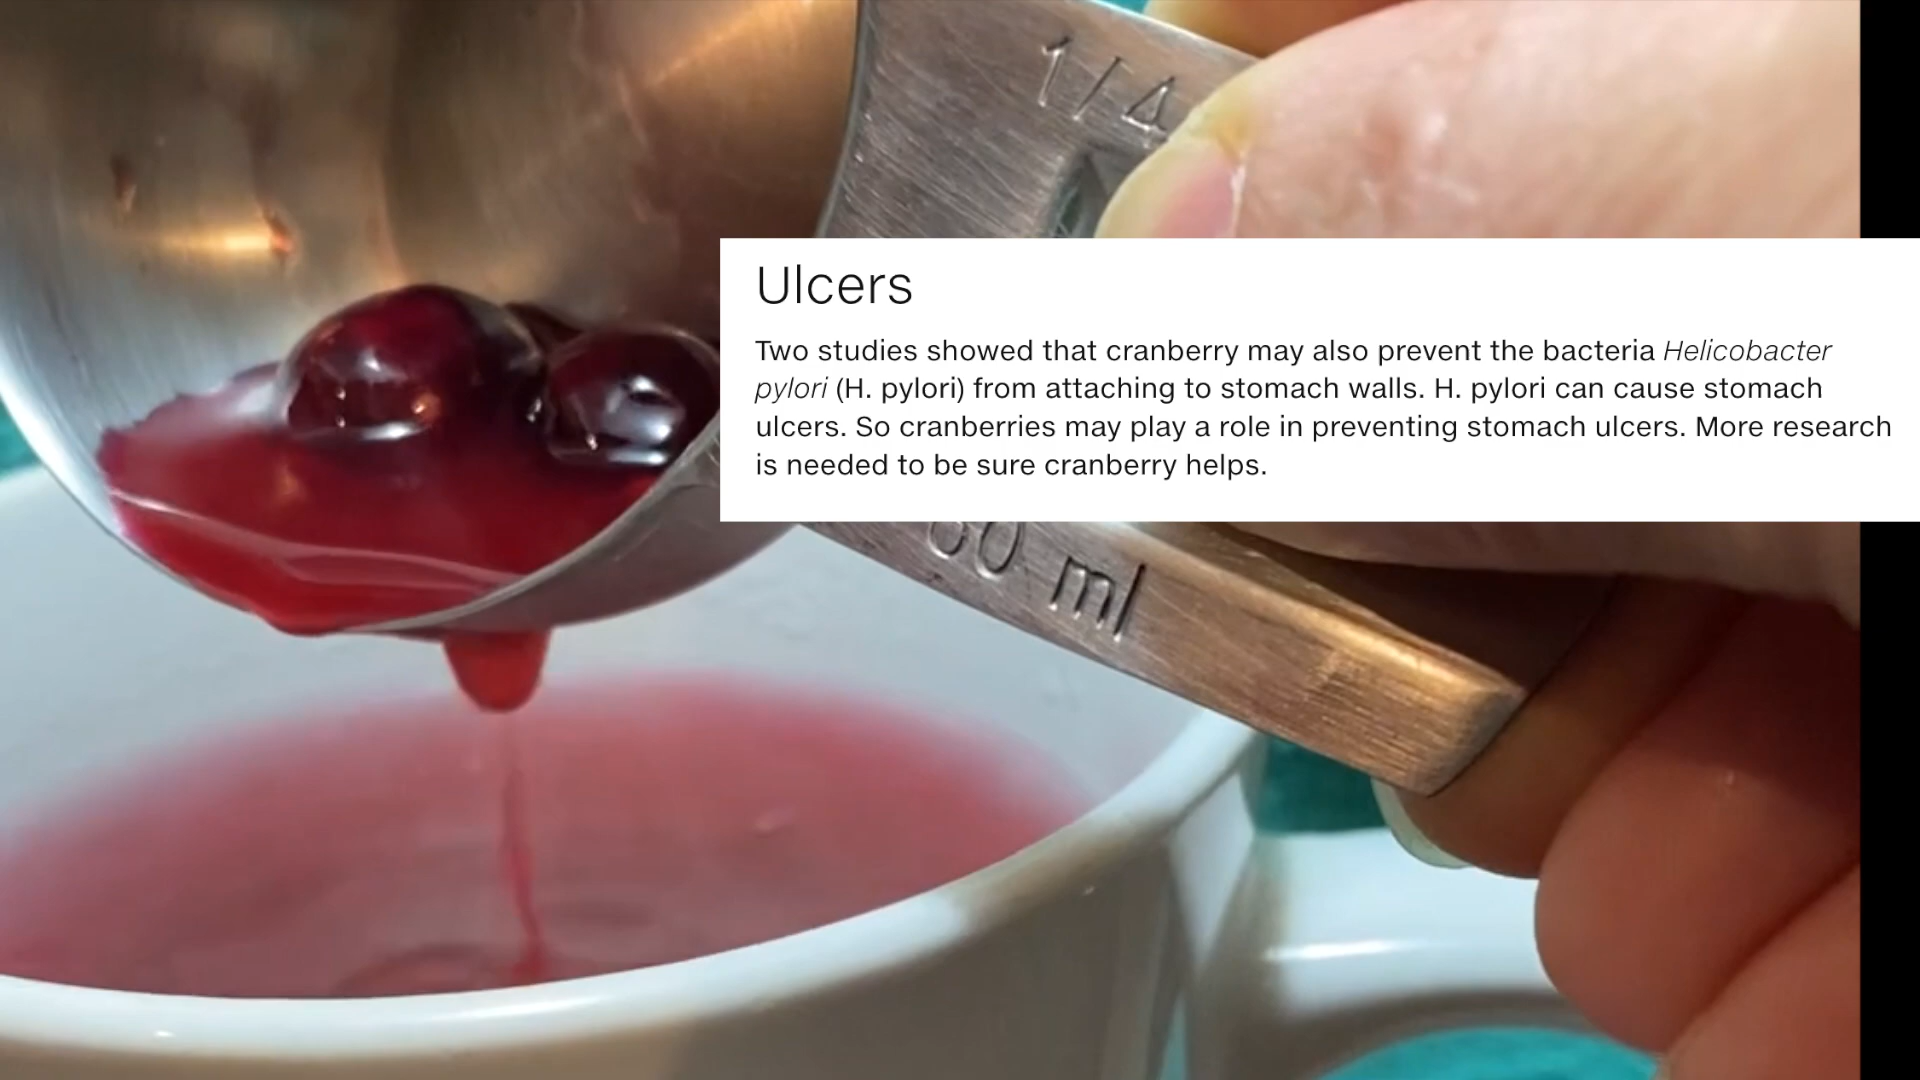 1/4
Ulcers
Two studies showed that cranberry may also prevent the bacteria Helicobacter
pylori (H. pylori) from attaching to stomach walls. H. pylori can cause stomach
ulcers. So cranberries may play a role in preventing stomach ulcers. More research
is needed to be sure cranberry helps.
60 ml